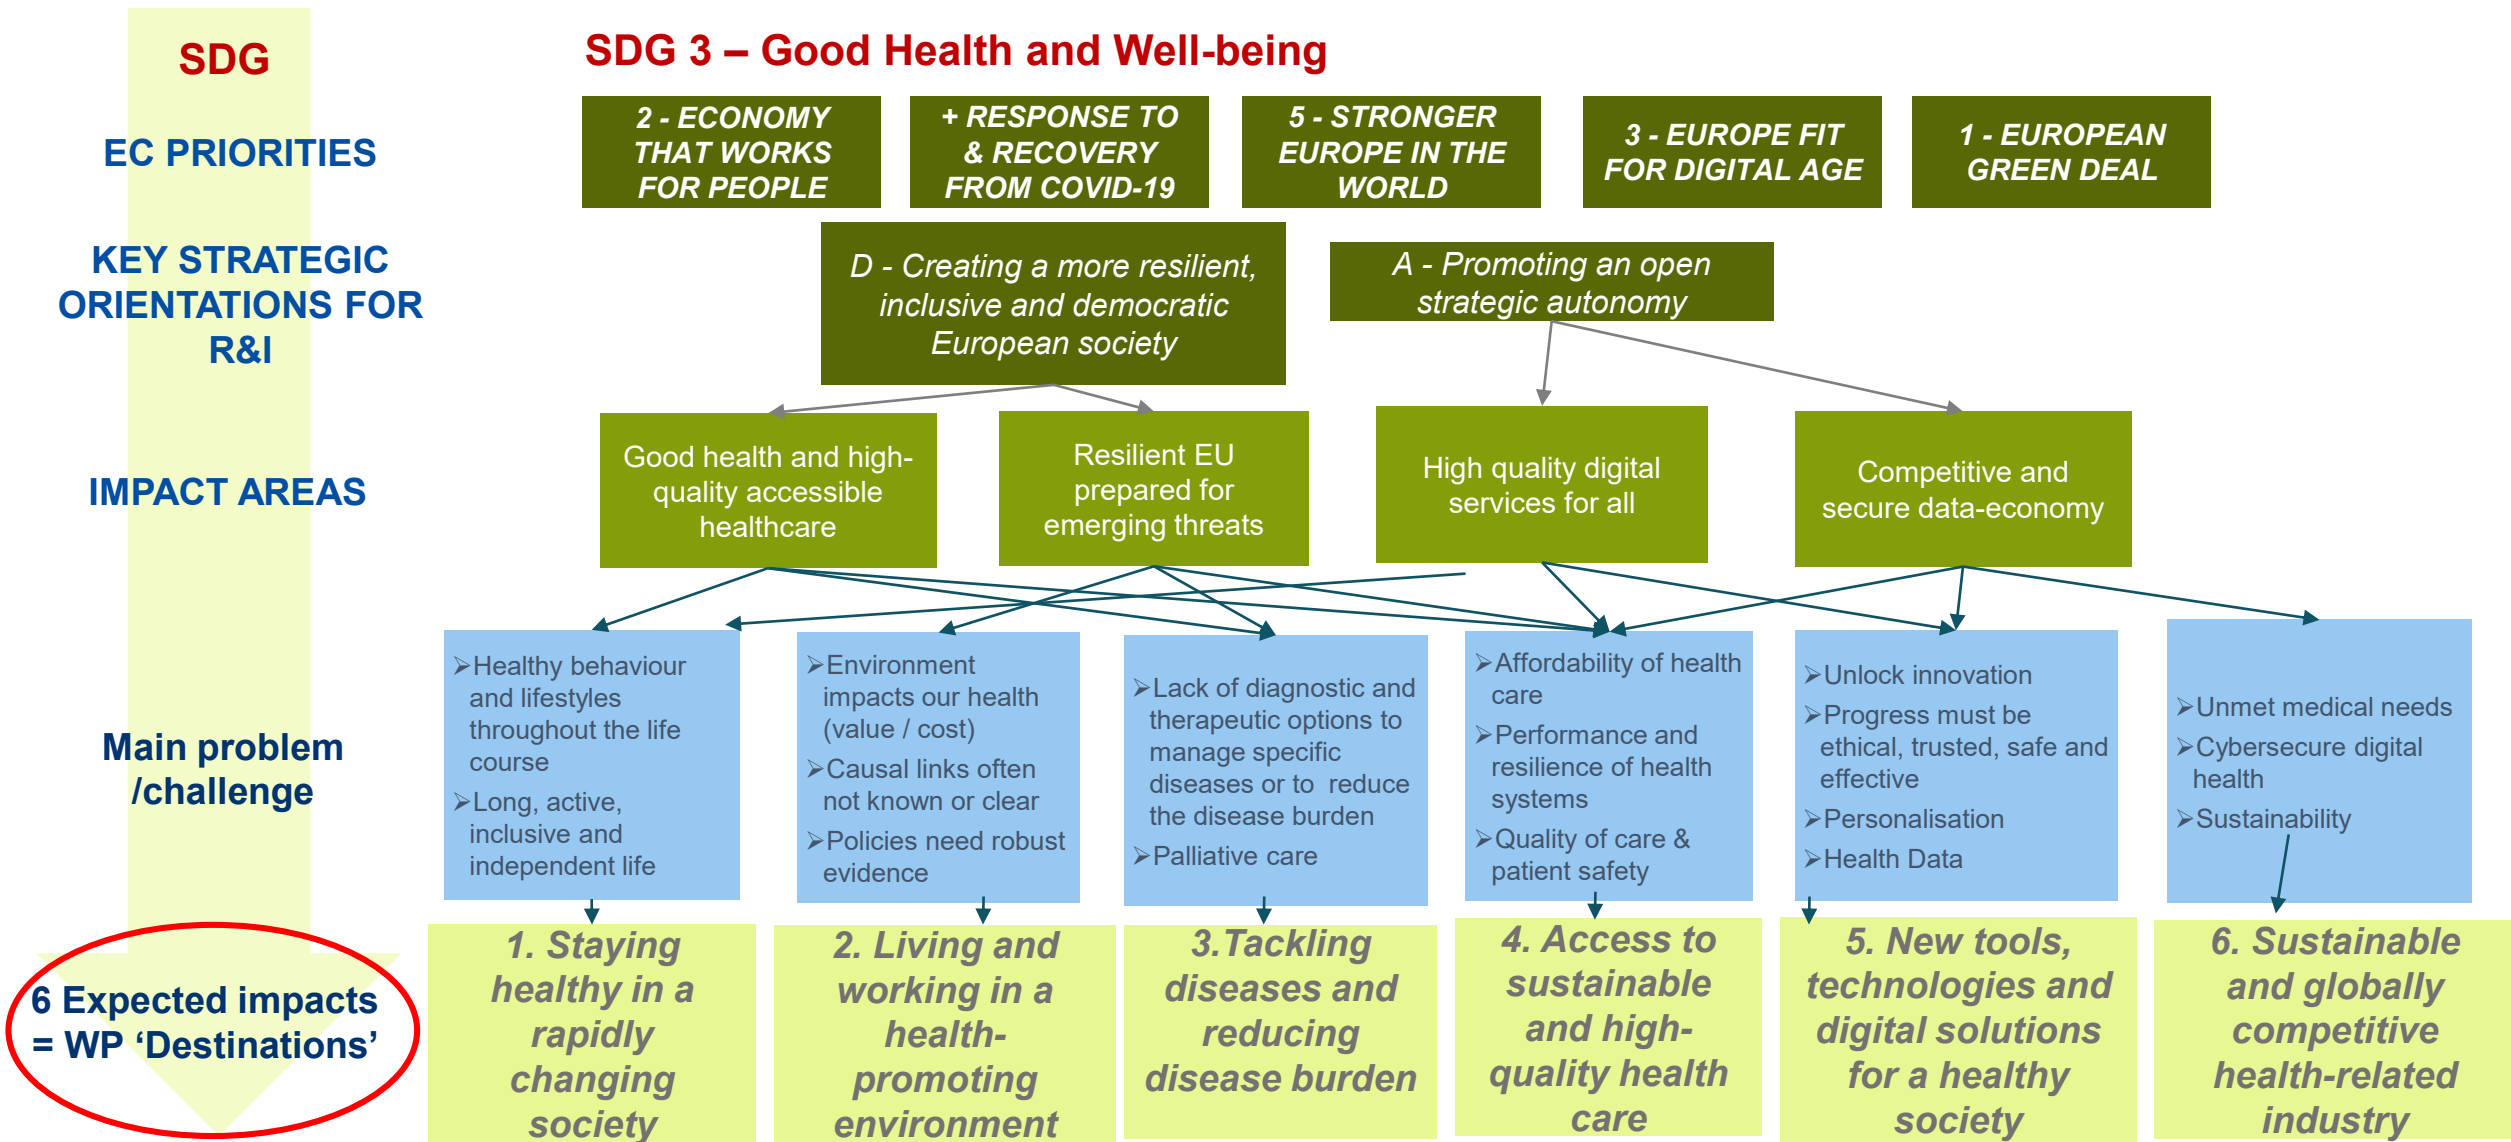 SDG
SDG 3 – Good Health and Well-being
EC PRIORITIES
2 - ECONOMY
THAT WORKS
FOR PEOPLE
+ RESPONSE TO
& RECOVERY
FROM COVID-19
5 - STRONGER
EUROPE IN THE
WORLD
3 - EUROPE FIT
FOR DIGITAL AGE
1 - EUROPEAN
GREEN DEAL
KEY STRATEGIC
ORIENTATIONS FOR
R&I
D - Creating a more resilient,
inclusive and democratic
European society
A - Promoting an open
strategic autonomy
IMPACT AREAS
Good health and high-
quality accessible
healthcare
Resilient EU
prepared for
emerging threats
High quality digital
services for all
Competitive and
secure data-economy
Main problem
/challenge
➢Healthy behaviour
and lifestyles
throughout the life
course
➢Long, active,
inclusive and
independent life
➢Environment
impacts our health
(value / cost)
➢Causal links often
not known or clear
➢Policies need robust
evidence
➢Lack of diagnostic and
therapeutic options to
manage specific
diseases or to reduce
the disease burden
➢Palliative care
➢Affordability of health
care
➢Performance and
resilience of health
systems
➢Quality of care &
patient safety
➢Unlock innovation
➢Progress must be
ethical, trusted, safe and
effective
➢Personalisation
➢Health Data
➢Unmet medical needs
➢Cybersecure digital
health
➢Sustainability
6 Expected impacts
= WP ‘Destinations’
1. Staying
healthy in a
rapidly
changing
society
2. Living and
working in a
health-
promoting
environment
3.Tackling
diseases and
reducing
disease burden
4. Access to
sustainable
and high-
quality health
care
5. New tools,
technologies and
digital solutions
for a healthy
society
6. Sustainable
and globally
competitive
health-related
industry